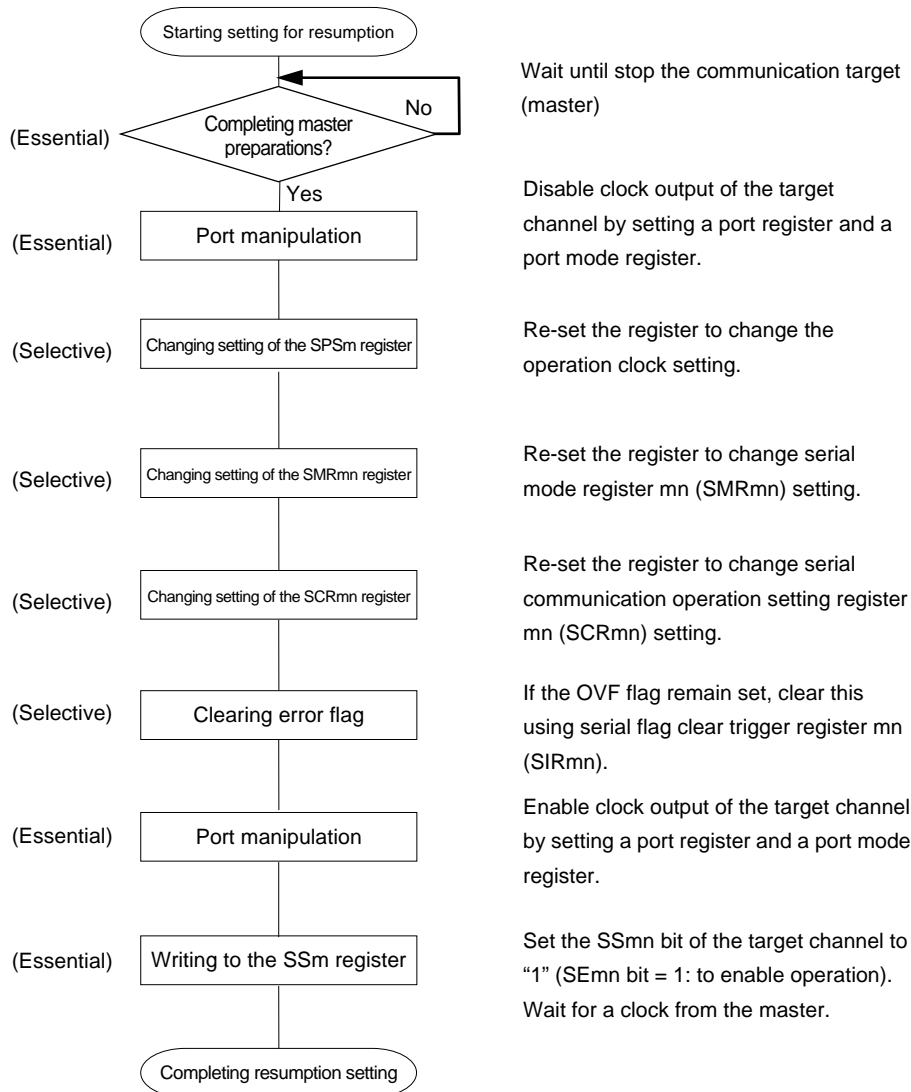 Starting setting for resumption
Wait until stop the communication target
(master)
No
(Essential)
Completing master
preparations?
Yes
Disable clock output of the target
channel by setting a port register and a
port mode register.
(Essential)
Port manipulation
Re-set the register to change the
operation clock setting.
(Selective)
Changing setting of the SPSm register
Re-set the register to change serial
mode register mn (SMRmn) setting.
(Selective)
Changing setting of the SMRmn register
Re-set the register to change serial
communication operation setting register
mn (SCRmn) setting.
(Selective)
Changing setting of the SCRmn register
If the OVF flag remain set, clear this
using serial flag clear trigger register mn
(SIRmn).
(Selective)
Clearing error flag
Enable clock output of the target channel
by setting a port register and a port mode
register.
(Essential)
Port manipulation
Set the SSmn bit of the target channel to
“1” (SEmn bit = 1: to enable operation).
Wait for a clock from the master.
(Essential)
Writing to the SSm register
Completing resumption setting